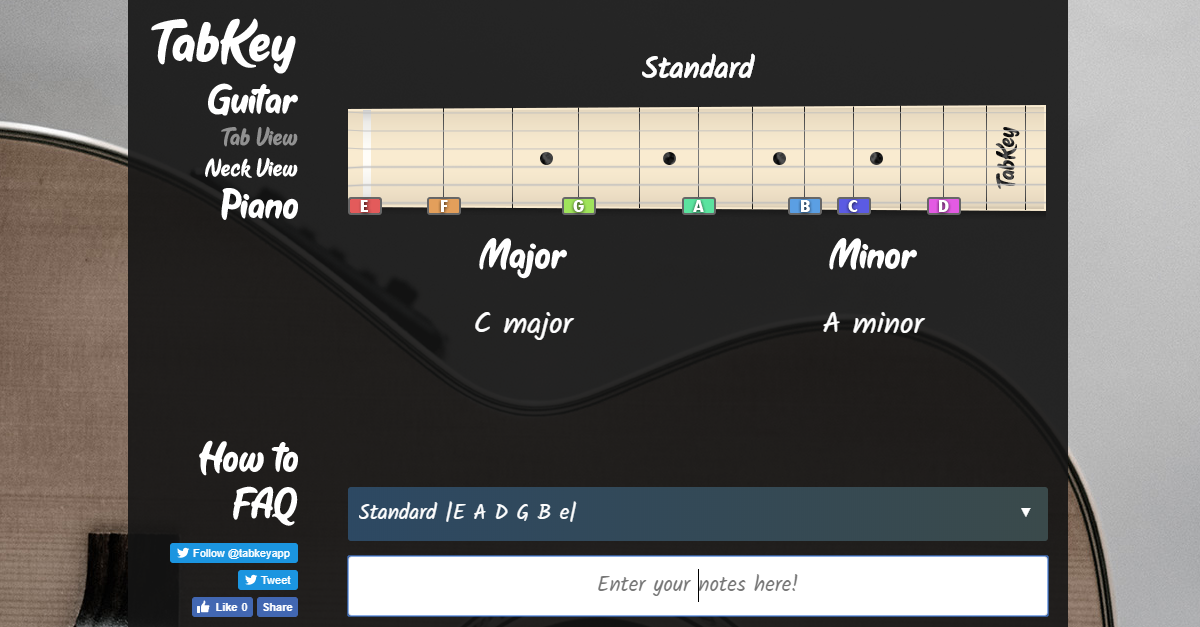 TabKey
Guitar
Tab View
Neck View
Piano
Standard
TabKey
E F G A B C D
Major Minor
C major A minor
How to
FAQ
Standard |E A D G B e|
Enter your notes here!
Follow @tabkeyapp
Tweet
Like 0 Share